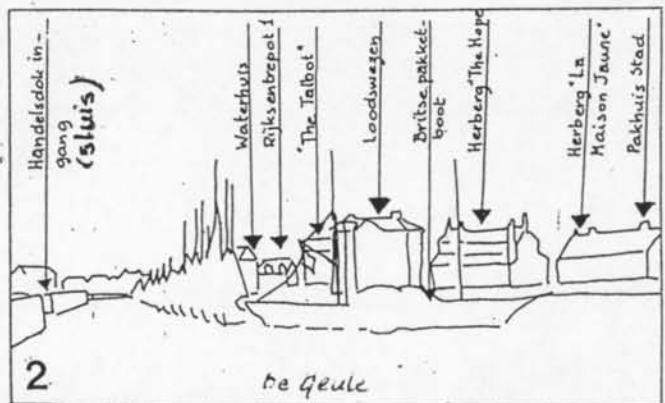 Handelsdok in-
gang
(sluis)
Waterhuis
Rijksentrepot 1
"The Talbot"
Loodswezen
Britse pakket-
boot
Herberg "The Hope
Herberg "La
Maison Jaune"
Pakhuis Stad
2
De Geule